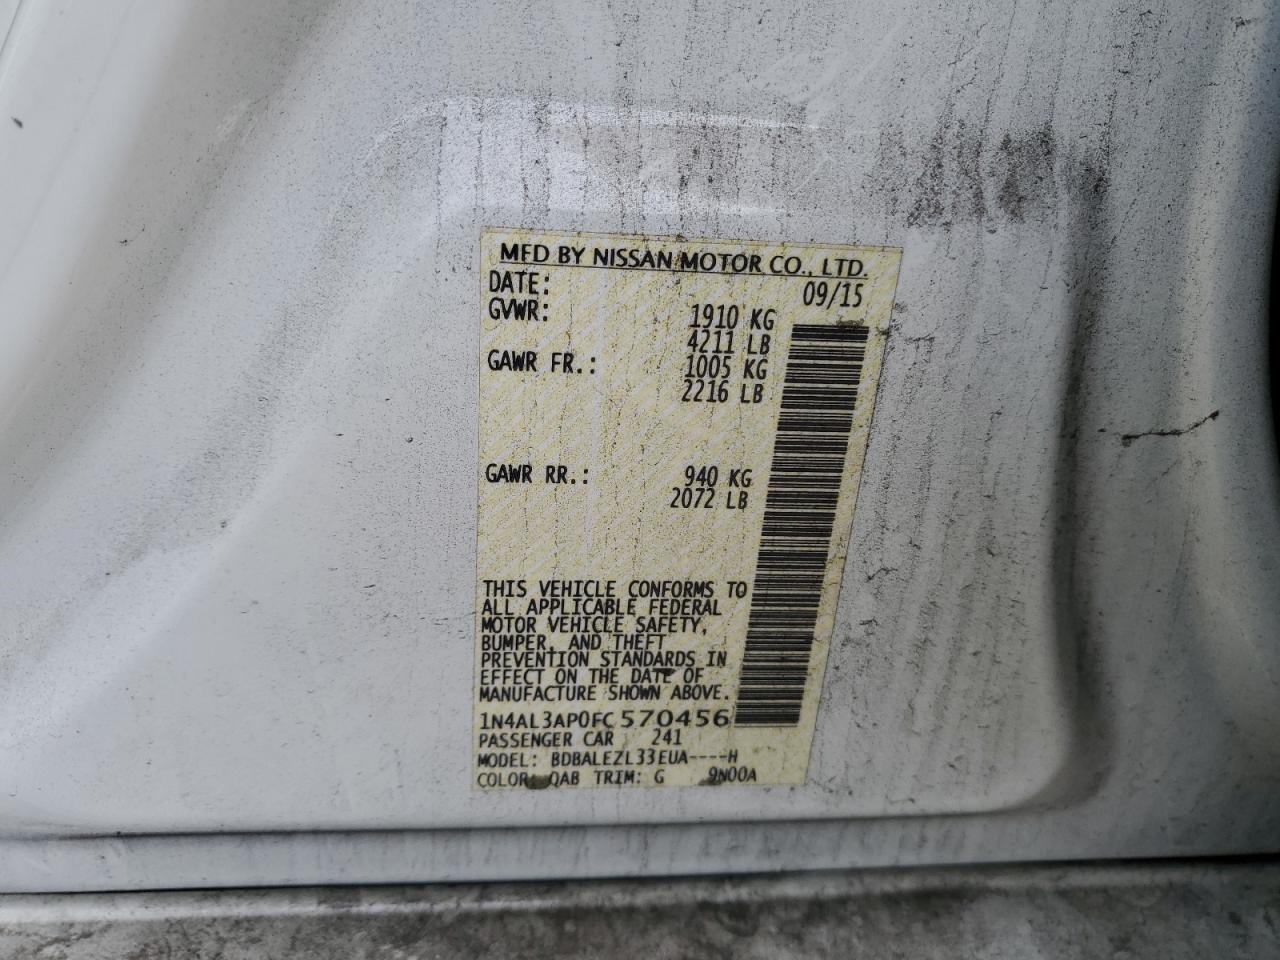 MFD BY NISSAN MOTOR CO., LTD.
DATE: 09/15
GVWR: 1910 KG
4211 LB
GAWR FR.: 1005 KG
2216 LB
GAWR RR.: 940 KG
2072 LB
THIS VEHICLE CONFORMS TO
ALL APPLICABLE FEDERAL
MOTOR VEHICLE SAFETY,
BUMPER, AND THEFT
PREVENTION STANDARDS IN
EFFECT ON THE DATE OF
MANUFACTURE SHOWN ABOVE.
1N4AL3AP0FC570456
PASSENGER CAR 241
MODEL: BDBALEZL33EUA----H
COLOR: QAB TRIM: G 9N00A